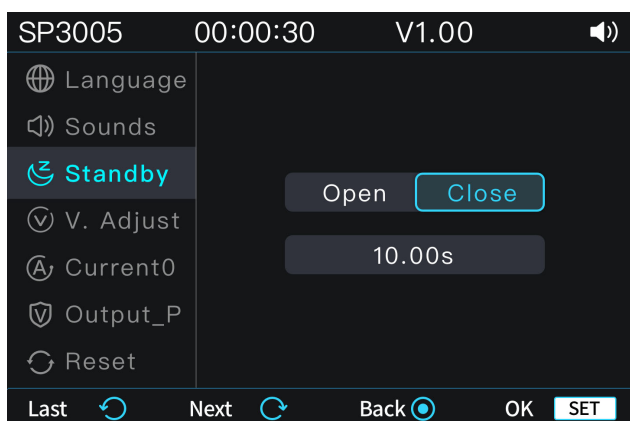 SP3005 00:00:30 V1.00
Language
Sounds
Standby
V. Adjust
Current0
Output_P
Reset
Open Close
10.00s
Last Next Back OK SET